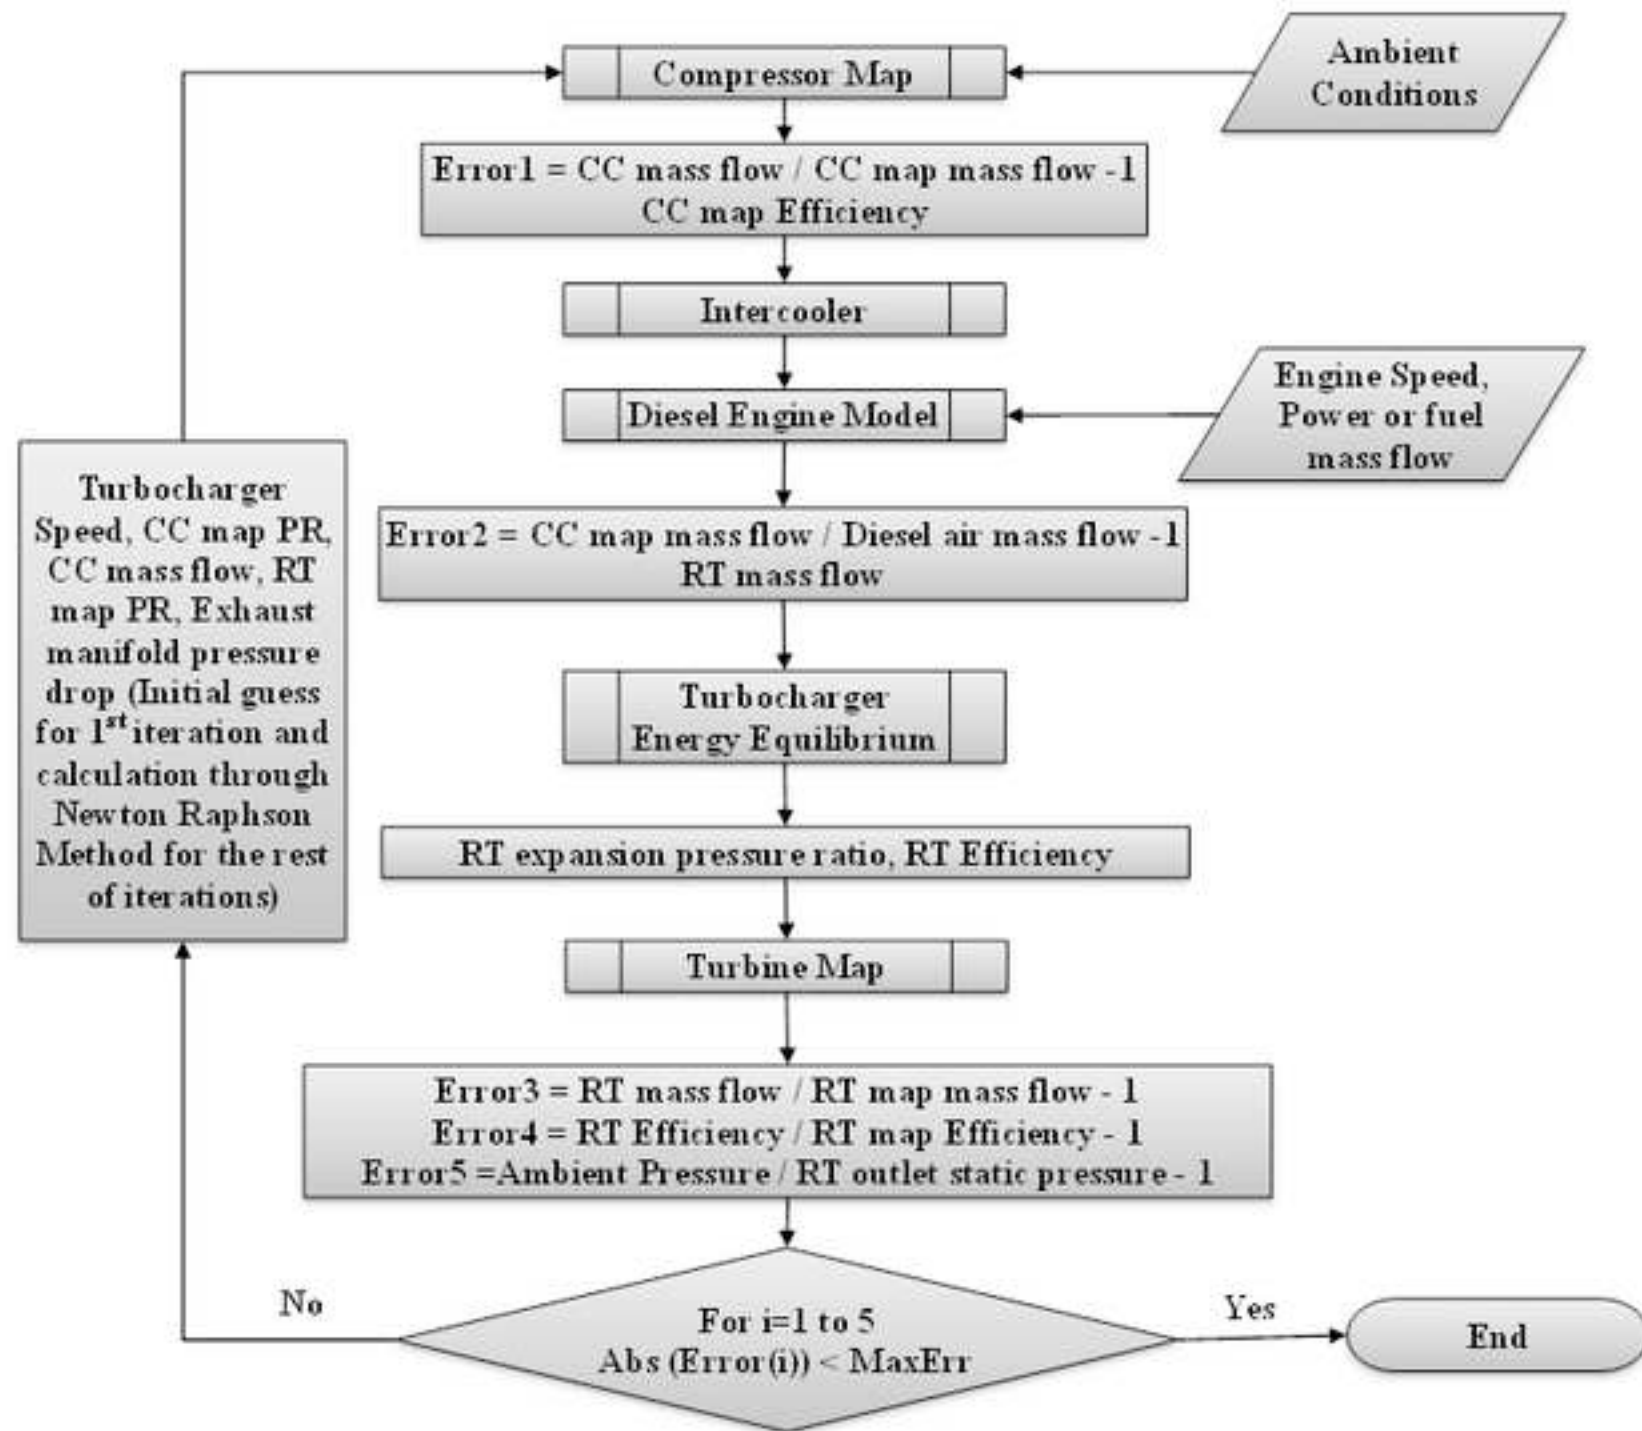 Compressor Map
Ambient
Conditions
Error1 = CC mass flow / CC map mass flow -1
CC map Efficiency
Intercooler
Diesel Engine Model
Engine Speed,
Power or fuel
mass flow
Error2 = CC map mass flow / Diesel air mass flow -1
RT mass flow
Turbocharger
Speed, CC map PR,
CC mass flow, RT
map PR, Exhaust
manifold pressure
drop (Initial guess
for 1st iteration and
calculation through
Newton Raphson
Method for the rest
of iterations)
Turbocharger
Energy Equilibrium
RT expansion pressure ratio, RT Efficiency
Turbine Map
Error3 = RT mass flow / RT map mass flow - 1
Error4 = RT Efficiency / RT map Efficiency - 1
Error5 =Ambient Pressure / RT outlet static pressure - 1
For i=1 to 5
Abs (Error(i)) < MaxErr
No
Yes
End